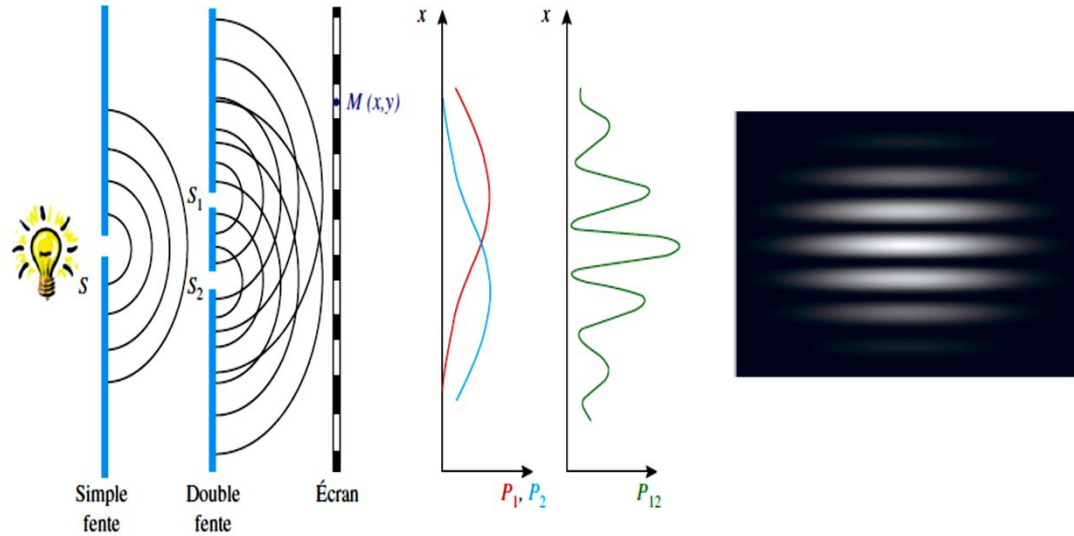 x
x
M (x,y)
S₁
S
S₂
Simple
fente
Double
fente
Écran
P₁, P₂
P₁₂